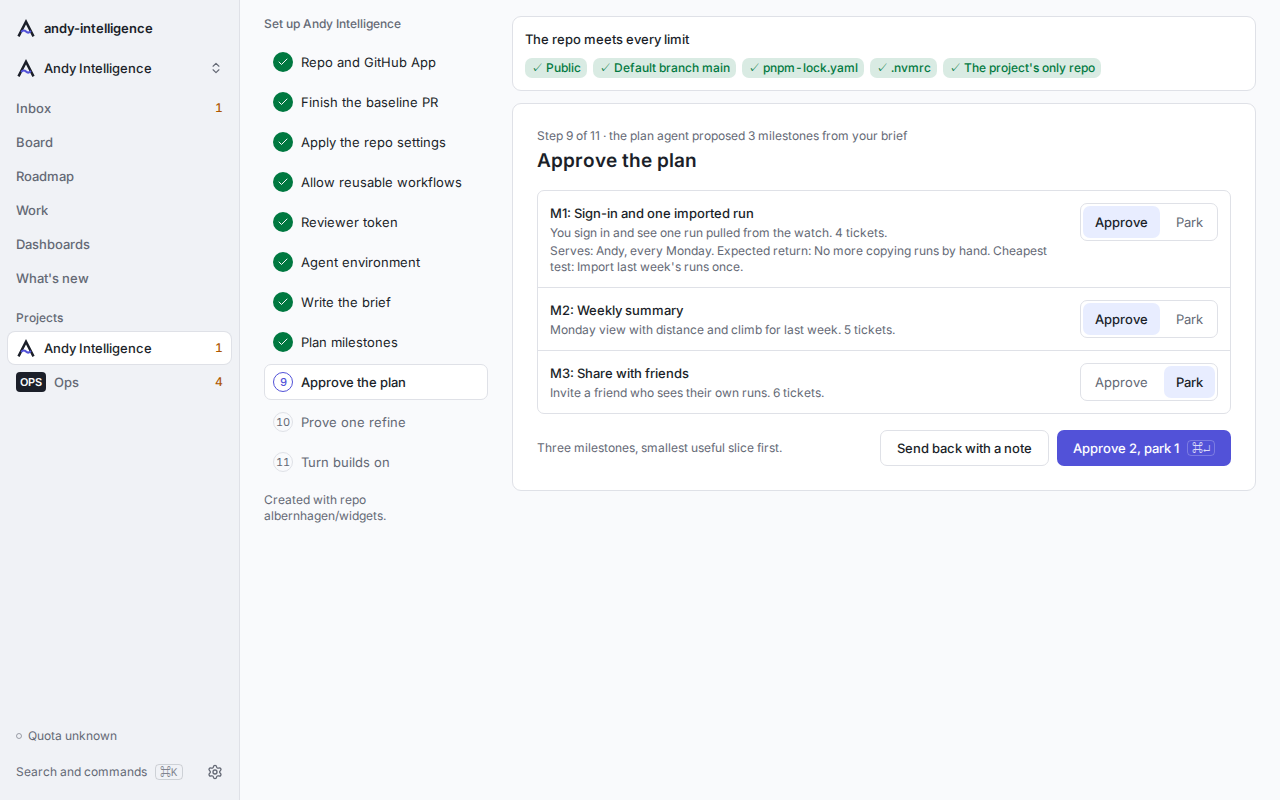 andy-intelligence
Andy Intelligence
Inbox 1
Board
Roadmap
Work
Dashboards
What's new
Projects
Andy Intelligence 1
OPS Ops 4
Quota unknown
Search and commands ⌘K
Set up Andy Intelligence
Repo and GitHub App
Finish the baseline PR
Apply the repo settings
Allow reusable workflows
Reviewer token
Agent environment
Write the brief
Plan milestones
9 Approve the plan
10 Prove one refine
11 Turn builds on
Created with repo
albernhagen/widgets.
The repo meets every limit
✓ Public ✓ Default branch main ✓ pnpm-lock.yaml ✓ .nvmrc ✓ The project's only repo
Step 9 of 11 · the plan agent proposed 3 milestones from your brief
Approve the plan
M1: Sign-in and one imported run
You sign in and see one run pulled from the watch. 4 tickets.
Serves: Andy, every Monday. Expected return: No more copying runs by hand. Cheapest
test: Import last week's runs once.
Approve Park
M2: Weekly summary
Monday view with distance and climb for last week. 5 tickets.
Approve Park
M3: Share with friends
Invite a friend who sees their own runs. 6 tickets.
Approve Park
Three milestones, smallest useful slice first.
Send back with a note
Approve 2, park 1 ⌘↵